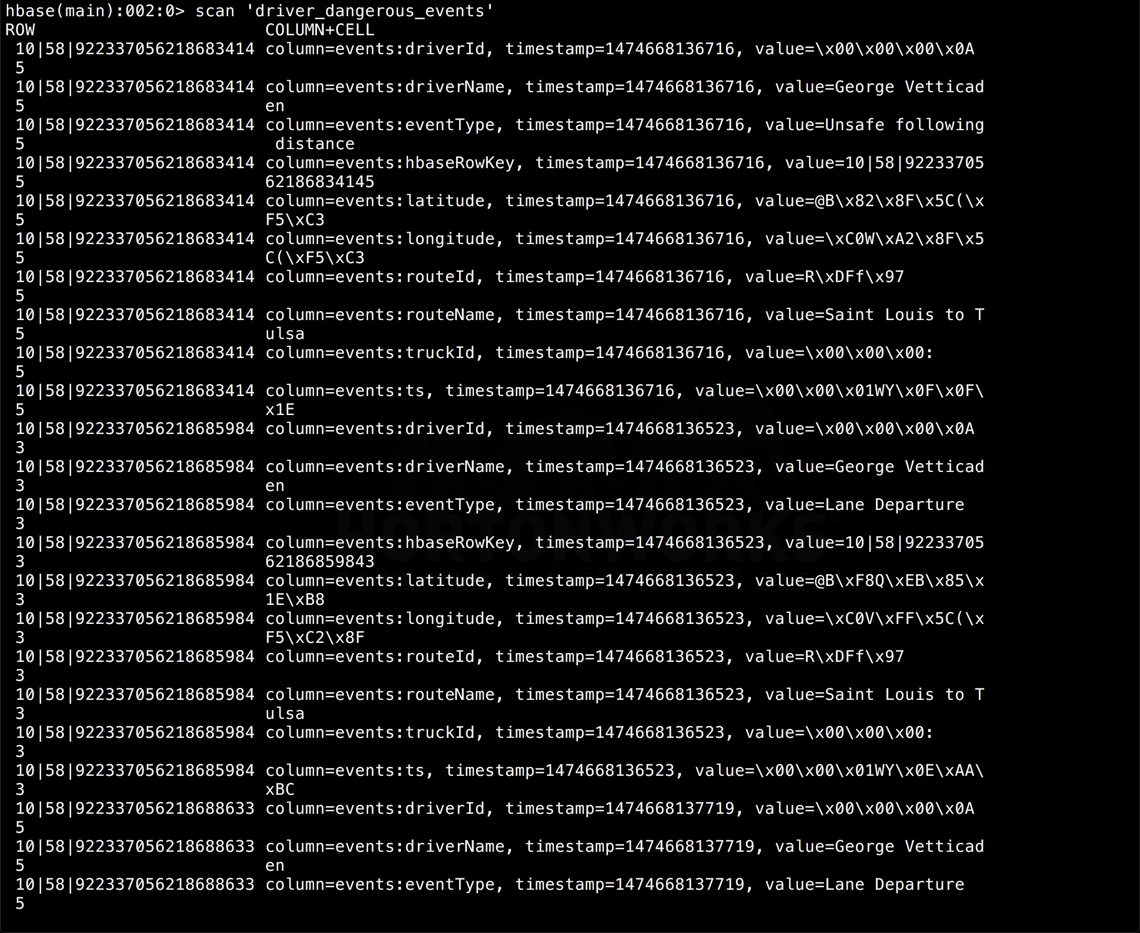 hbase(main):002:0> scan 'driver_dangerous_events'
ROW                       COLUMN+CELL
 10|58|922337056218683414 column=events:driverId, timestamp=1474668136716, value=\x00\x00\x00\x0A
 5
 10|58|922337056218683414 column=events:driverName, timestamp=1474668136716, value=George Vetticad
 5                        en
 10|58|922337056218683414 column=events:eventType, timestamp=1474668136716, value=Unsafe following
 5                         distance
 10|58|922337056218683414 column=events:hbaseRowKey, timestamp=1474668136716, value=10|58|92233705
 5                        62186834145
 10|58|922337056218683414 column=events:latitude, timestamp=1474668136716, value=@B\x82\x8F\x5C(\x
 5                        F5\xC3
 10|58|922337056218683414 column=events:longitude, timestamp=1474668136716, value=\xC0W\xA2\x8F\x5
 5                        C(\xF5\xC3
 10|58|922337056218683414 column=events:routeId, timestamp=1474668136716, value=R\xDFf\x97
 5
 10|58|922337056218683414 column=events:routeName, timestamp=1474668136716, value=Saint Louis to T
 5                        ulsa
 10|58|922337056218683414 column=events:truckId, timestamp=1474668136716, value=\x00\x00\x00:
 5
 10|58|922337056218683414 column=events:ts, timestamp=1474668136716, value=\x00\x00\x01WY\x0F\x0F\
 5                        x1E
 10|58|922337056218685984 column=events:driverId, timestamp=1474668136523, value=\x00\x00\x00\x0A
 3
 10|58|922337056218685984 column=events:driverName, timestamp=1474668136523, value=George Vetticad
 3                        en
 10|58|922337056218685984 column=events:eventType, timestamp=1474668136523, value=Lane Departure
 3
HORTONWORKS
 10|58|922337056218685984 column=events:hbaseRowKey, timestamp=1474668136523, value=10|58|92233705
 3                        62186859843
 10|58|922337056218685984 column=events:latitude, timestamp=1474668136523, value=@B\xF8Q\xEB\x85\x
 3                        1E\xB8
 10|58|922337056218685984 column=events:longitude, timestamp=1474668136523, value=\xC0V\xFF\x5C(\x
 3                        F5\xC2\x8F
 10|58|922337056218685984 column=events:routeId, timestamp=1474668136523, value=R\xDFf\x97
 3
 10|58|922337056218685984 column=events:routeName, timestamp=1474668136523, value=Saint Louis to T
 3                        ulsa
 10|58|922337056218685984 column=events:truckId, timestamp=1474668136523, value=\x00\x00\x00:
 3
 10|58|922337056218685984 column=events:ts, timestamp=1474668136523, value=\x00\x00\x01WY\x0E\xAA\
 3                        xBC
 10|58|922337056218688633 column=events:driverId, timestamp=1474668137719, value=\x00\x00\x00\x0A
 5
 10|58|922337056218688633 column=events:driverName, timestamp=1474668137719, value=George Vetticad
 5                        en
 10|58|922337056218688633 column=events:eventType, timestamp=1474668137719, value=Lane Departure
 5